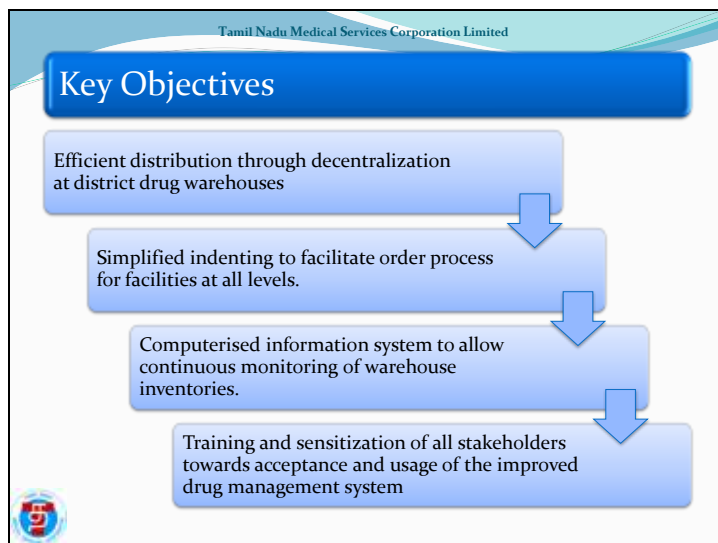 Tamil Nadu Medical Services Corporation Limited
Key Objectives
Efficient distribution through decentralization
at district drug warehouses
Simplified indenting to facilitate order process
for facilities at all levels.
Computerised information system to allow
continuous monitoring of warehouse
inventories.
Training and sensitization of all stakeholders
towards acceptance and usage of the improved
drug management system